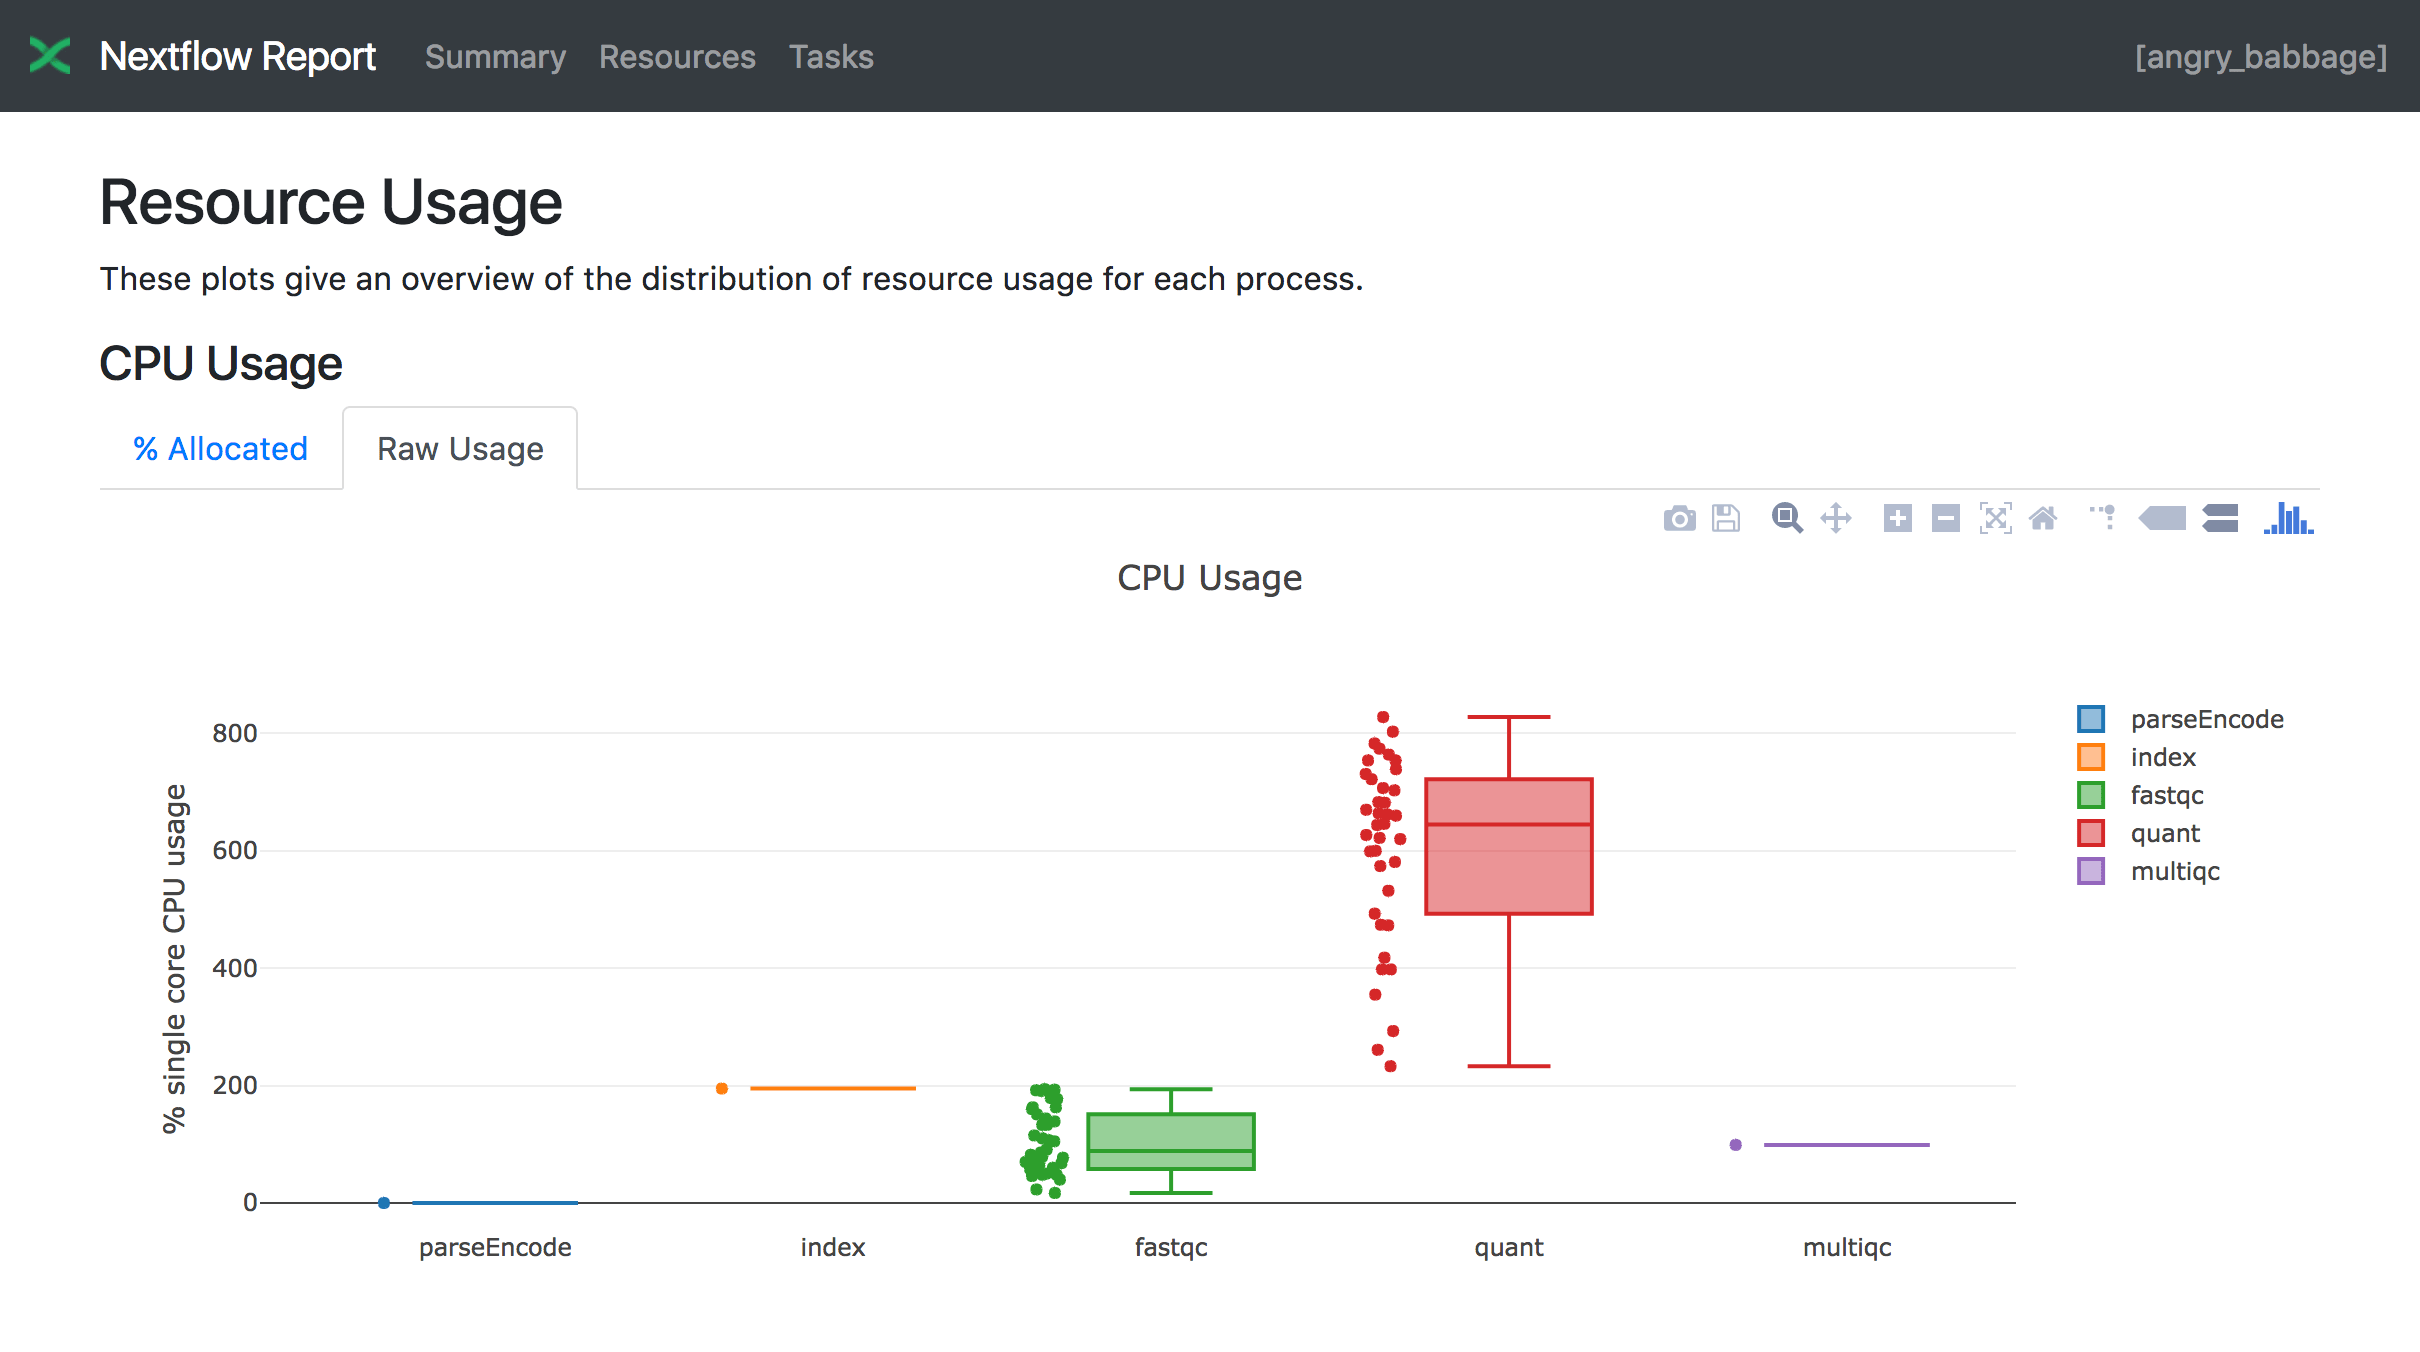 Nextflow Report Summary Resources Tasks [angry_babbage]
Resource Usage
These plots give an overview of the distribution of resource usage for each process.
CPU Usage
% Allocated Raw Usage
CPU Usage
% single core CPU usage
800
600
400
200
0
parseEncode index fastqc quant multiqc
parseEncode
index
fastqc
quant
multiqc